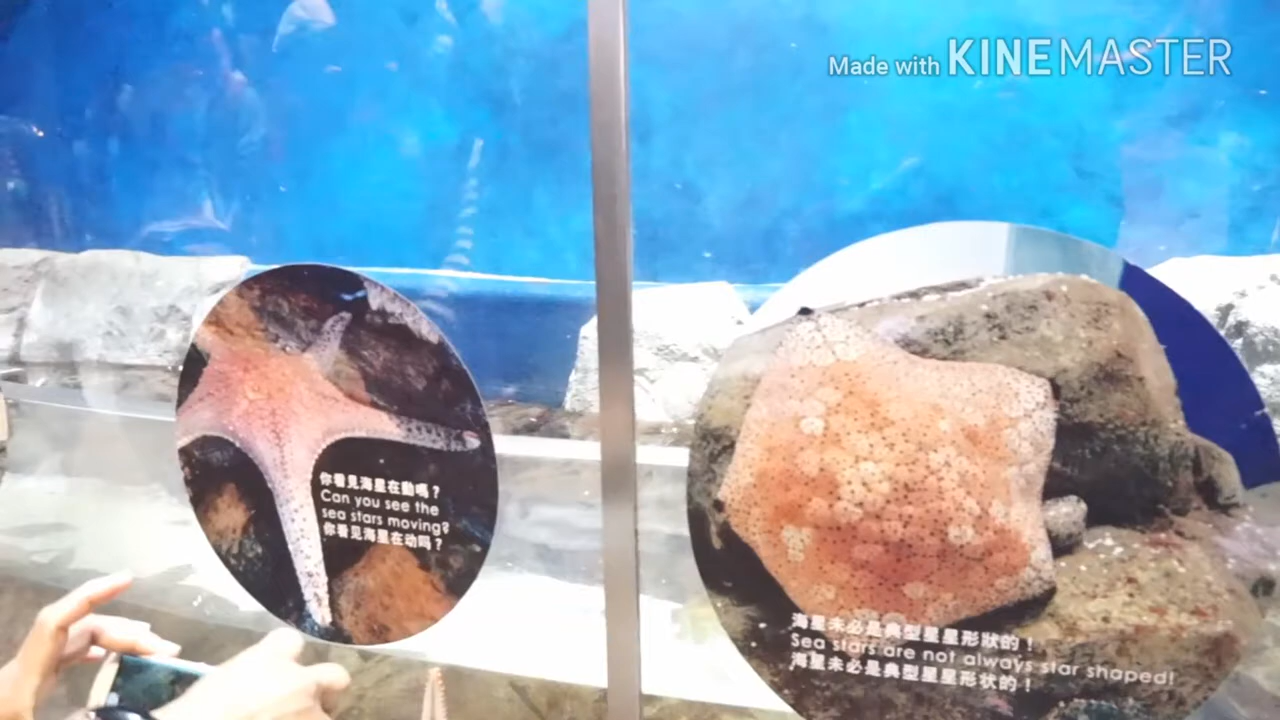 Made with KINEMASTER
你看見海星在動嗎？
Can you see the
sea stars moving?
你看见海星在动吗？
海星未必是典型星星形狀的！
Sea stars are not always star shaped!
海星未必是典型星星形状的！